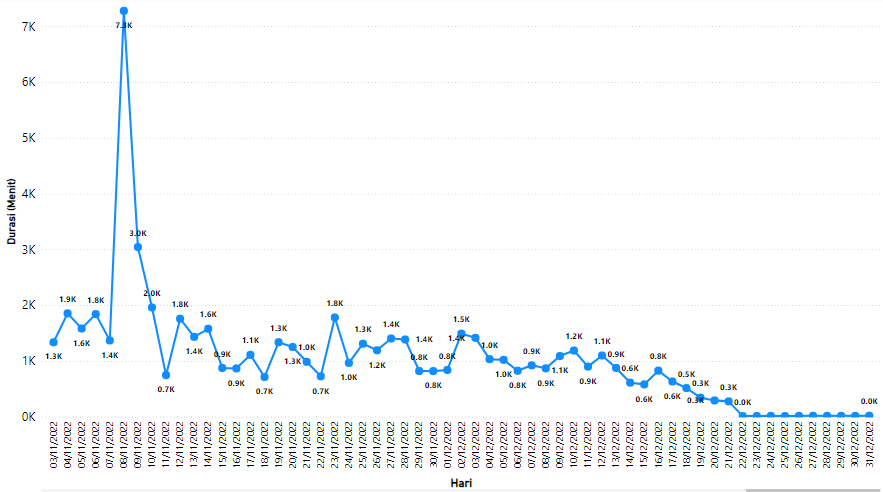 7K
6K
5K
4K
3K
2K
1K
0K
Durasi (Menit)
1.3K
1.9K
1.6K
1.8K
1.4K
7.3K
3.0K
2.0K
0.7K
1.8K
1.4K
1.6K
0.9K
0.9K
1.1K
0.7K
1.3K
1.3K
1.0K
0.7K
1.8K
1.0K
1.3K
1.2K
1.4K
1.4K
0.8K
0.8K
0.8K
1.5K
1.4K
1.0K
1.0K
0.8K
0.9K
0.9K
1.1K
1.2K
0.9K
1.1K
0.9K
0.6K
0.6K
0.8K
0.6K
0.5K
0.3K
0.3K
0.3K
0.0K
0.0K
03/11/2022
04/11/2022
05/11/2022
06/11/2022
07/11/2022
08/11/2022
09/11/2022
10/11/2022
11/11/2022
12/11/2022
13/11/2022
14/11/2022
15/11/2022
16/11/2022
17/11/2022
18/11/2022
19/11/2022
20/11/2022
21/11/2022
22/11/2022
23/11/2022
24/11/2022
25/11/2022
26/11/2022
27/11/2022
28/11/2022
29/11/2022
30/11/2022
01/12/2022
02/12/2022
03/12/2022
04/12/2022
05/12/2022
06/12/2022
07/12/2022
08/12/2022
09/12/2022
10/12/2022
11/12/2022
12/12/2022
13/12/2022
14/12/2022
15/12/2022
16/12/2022
17/12/2022
18/12/2022
19/12/2022
20/12/2022
21/12/2022
22/12/2022
23/12/2022
24/12/2022
25/12/2022
26/12/2022
27/12/2022
28/12/2022
29/12/2022
30/12/2022
31/12/2022
Hari